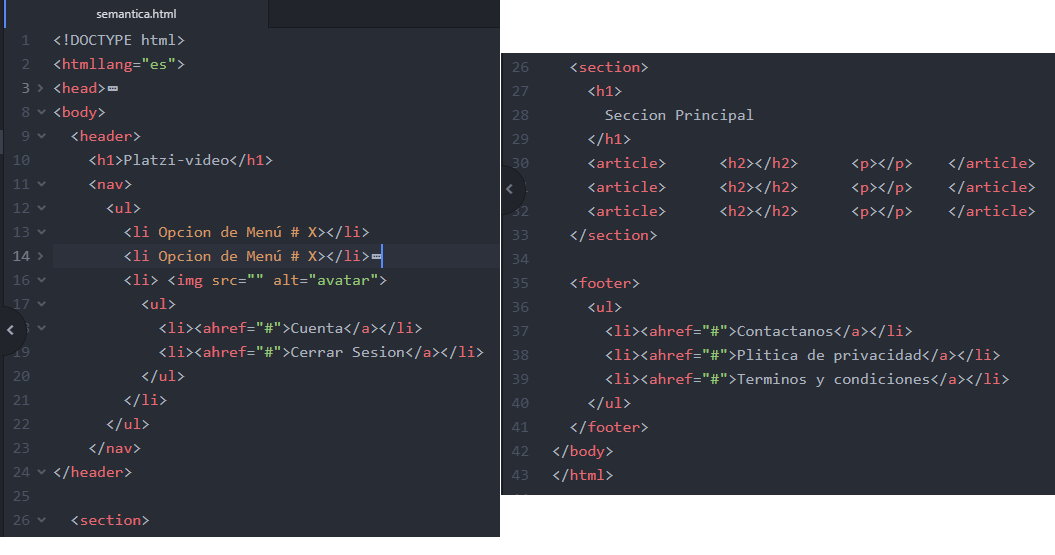 semantica.html
1 <!DOCTYPE html>
2 <htmllang="es">
3 <head>
8 <body>
9 <header>
10 <h1>Platzi-video</h1>
11 <nav>
12 <ul>
13 <li Opcion de Menú # X></li>
14 <li Opcion de Menú # X></li>
16 <li> <img src="" alt="avatar">
17 <ul>
<li><ahref="#">Cuenta</a></li>
<li><ahref="#">Cerrar Sesion</a></li>
20 </ul>
21 </li>
22 </ul>
23 </nav>
24 </header>
25
26 <section>
26 <section>
27 <h1>
28 Seccion Principal
29 </h1>
30 <article> <h2></h2> <p></p> </article>
<article> <h2></h2> <p></p> </article>
32 <article> <h2></h2> <p></p> </article>
33 </section>
34
35 <footer>
36 <ul>
37 <li><ahref="#">Contactanos</a></li>
38 <li><ahref="#">Plitica de privacidad</a></li>
39 <li><ahref="#">Terminos y condiciones</a></li>
40 </ul>
41 </footer>
42 </body>
43 </html>